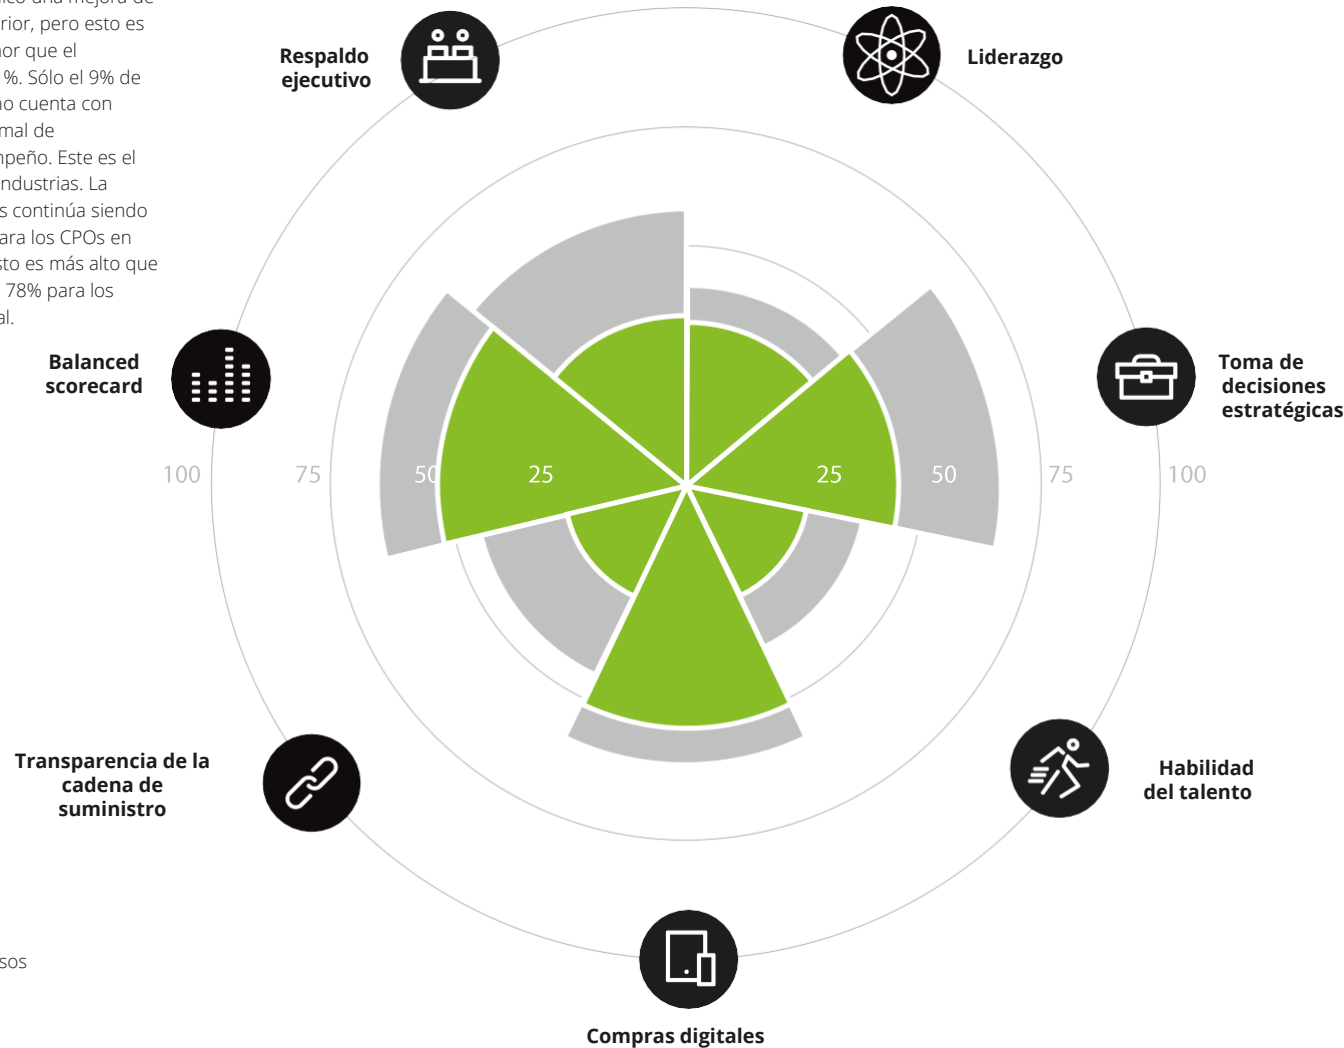 rior, pero esto es
nor que el
%. Sólo el 9% de
no cuenta con
mal de
mpeño. Este es el
industrias. La
s continúa siendo
ara los CPOs en
sto es más alto que
78% para los
al.
Respaldo
ejecutivo
Liderazgo
Balanced
scorecard
Toma de
decisiones
estratégicas
100 75 50 25 25 50 75 100
Transparencia de la
cadena de
suministro
Habilidad
del talento
sos
Compras digitales